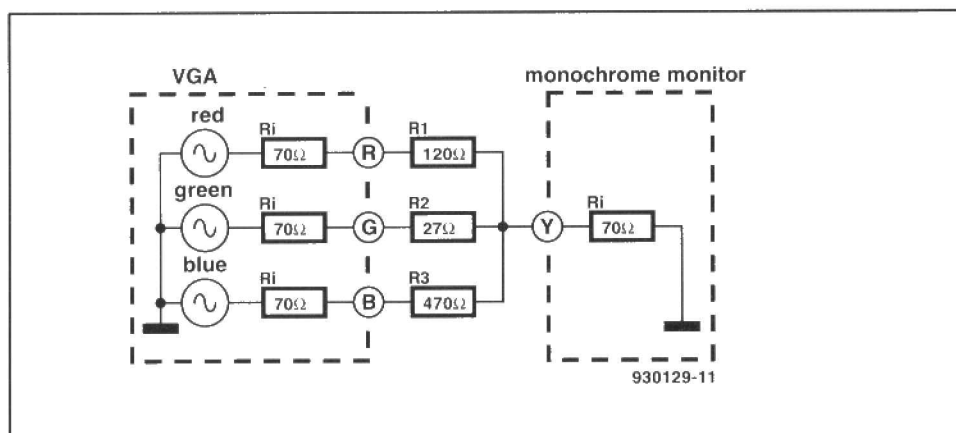 VGA
monochrome monitor
red
Ri
70Ω
R
R1
120Ω
green
Ri
70Ω
G
R2
27Ω
Y
Ri
70Ω
blue
Ri
70Ω
B
R3
470Ω
930129-11